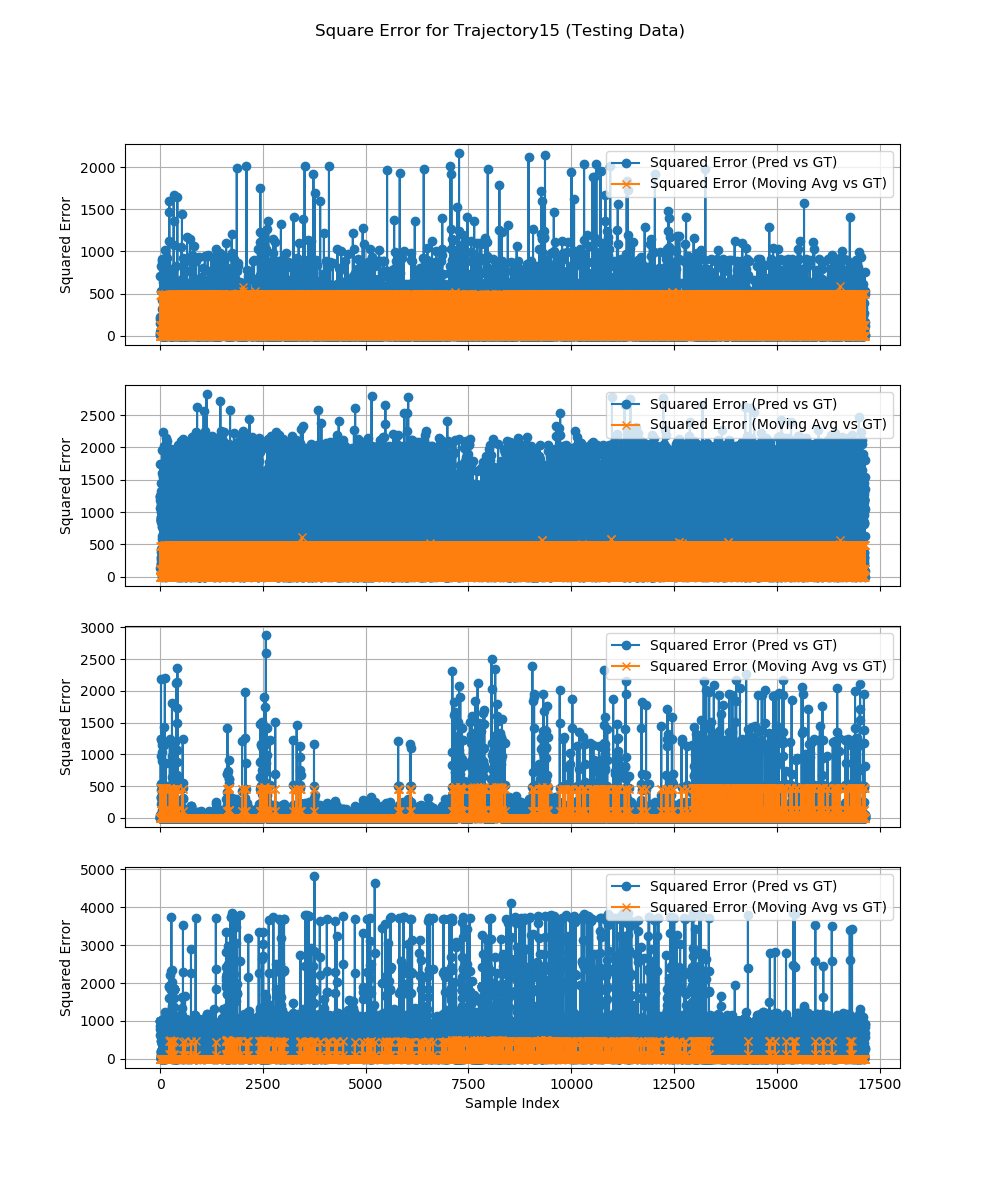 Square Error for Trajectory15 (Testing Data)
2000
1500
1000
500
0
Squared Error
Squared Error (Pred vs GT)
Squared Error (Moving Avg vs GT)
2500
2000
1500
1000
500
0
Squared Error
Squared Error (Pred vs GT)
Squared Error (Moving Avg vs GT)
3000
2500
2000
1500
1000
500
0
Squared Error
Squared Error (Pred vs GT)
Squared Error (Moving Avg vs GT)
5000
4000
3000
2000
1000
0
Squared Error
Squared Error (Pred vs GT)
Squared Error (Moving Avg vs GT)
0 2500 5000 7500 10000 12500 15000 17500
Sample Index